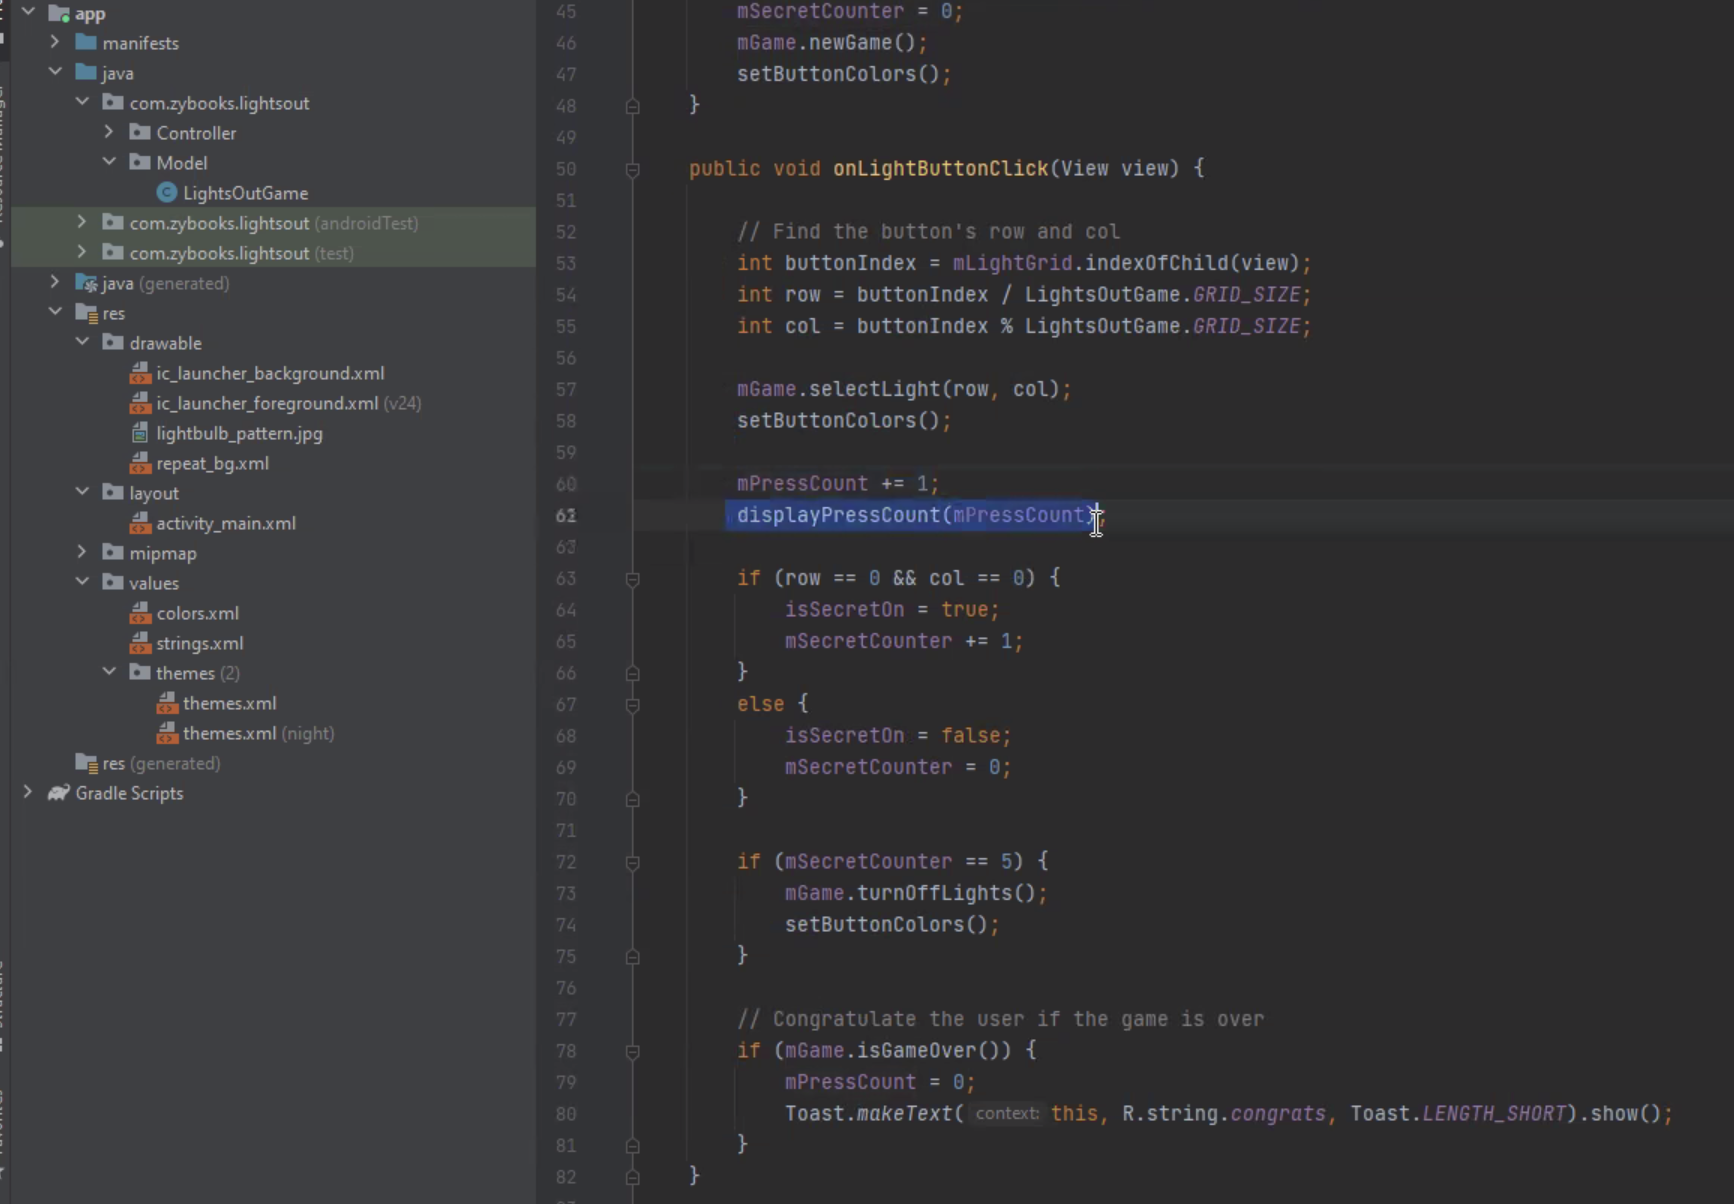 app
manifests
java
com.zybooks.lightsout
Controller
Model
LightsOutGame
com.zybooks.lightsout (androidTest)
com.zybooks.lightsout (test)
java (generated)
res
drawable
ic_launcher_background.xml
ic_launcher_foreground.xml (v24)
lightbulb_pattern.jpg
repeat_bg.xml
layout
activity_main.xml
mipmap
values
colors.xml
strings.xml
themes (2)
themes.xml
themes.xml (night)
res (generated)
Gradle Scripts
45 mSecretCounter = 0;
46 mGame.newGame();
47 setButtonColors();
48 }
49
50 public void onLightButtonClick(View view) {
51
52 // Find the button's row and col
53 int buttonIndex = mLightGrid.indexOfChild(view);
54 int row = buttonIndex / LightsOutGame.GRID_SIZE;
55 int col = buttonIndex % LightsOutGame.GRID_SIZE;
56
57 mGame.selectLight(row, col);
58 setButtonColors();
59
60 mPressCount += 1;
displayPressCount(mPressCount);
63 if (row == 0 && col == 0) {
64 isSecretOn = true;
65 mSecretCounter += 1;
66 }
67 else {
68 isSecretOn = false;
69 mSecretCounter = 0;
70 }
71
72 if (mSecretCounter == 5) {
73 mGame.turnOffLights();
74 setButtonColors();
75 }
76
77 // Congratulate the user if the game is over
78 if (mGame.isGameOver()) {
79 mPressCount = 0;
80 Toast.makeText( context: this, R.string.congrats, Toast.LENGTH_SHORT).show();
81 }
82 }